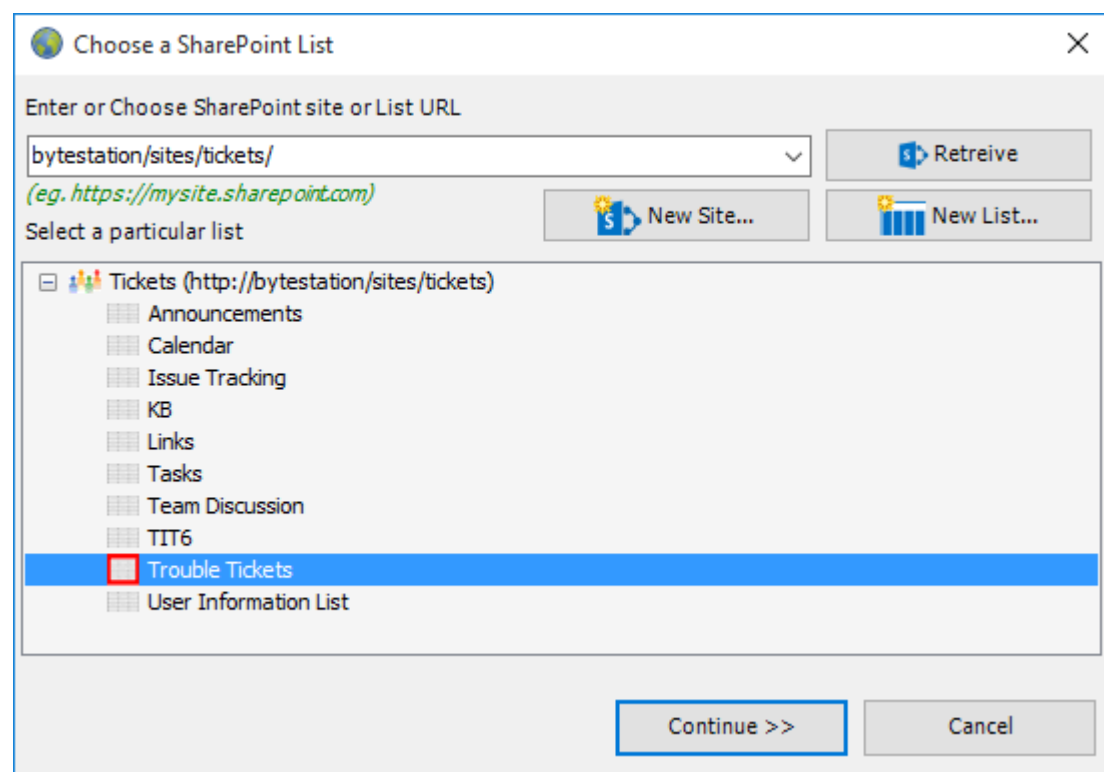 Choose a SharePoint List
Enter or Choose SharePoint site or List URL
bytestation/sites/tickets/
Retreive
(eg. https://mysite.sharepoint.com)
New Site...
New List...
Select a particular list
Tickets (http://bytestation/sites/tickets)
Announcements
Calendar
Issue Tracking
KB
Links
Tasks
Team Discussion
TIT6
Trouble Tickets
User Information List
Continue >>
Cancel